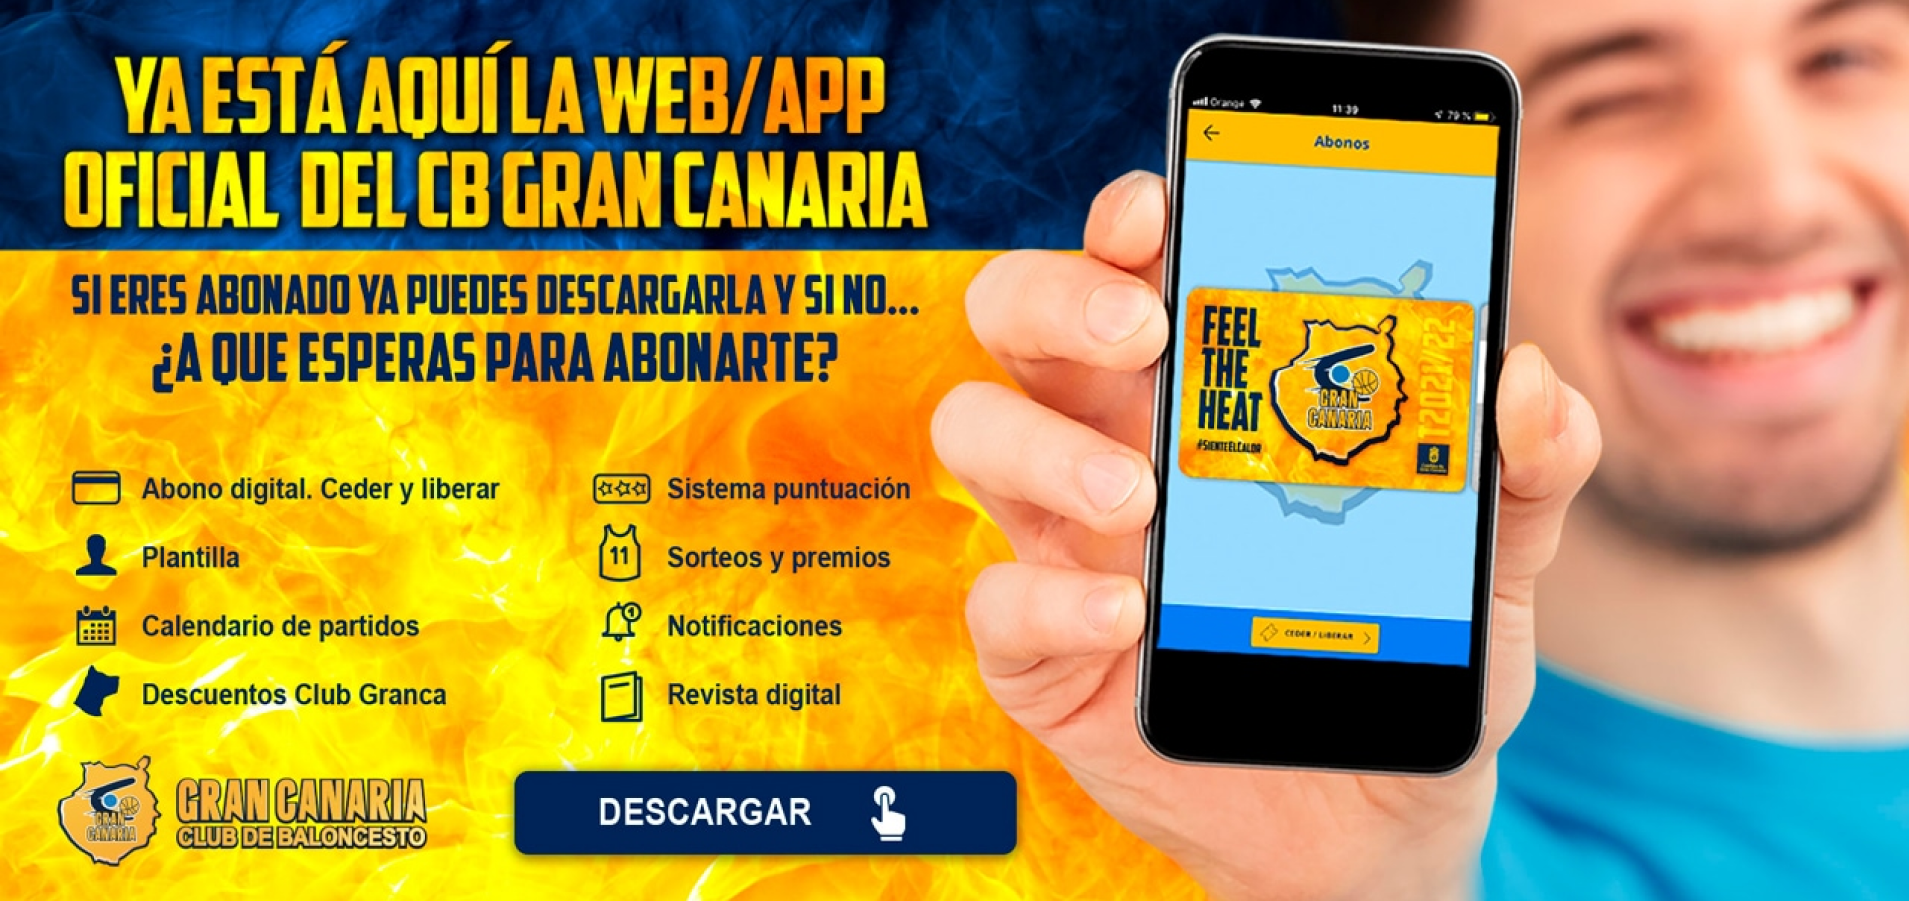 YA ESTÁ AQUÍ LA WEB/APP
OFICIAL DEL CB GRAN CANARIA
SI ERES ABONADO YA PUEDES DESCARGARLA Y SI NO...
¿A QUE ESPERAS PARA ABONARTE?
Abono digital. Ceder y liberar
Plantilla
Calendario de partidos
Descuentos Club Granca
Sistema puntuación
11
Sorteos y premios
1
Notificaciones
Revista digital
GRAN
CANARIA
GRAN CANARIA
CLUB DE BALONCESTO
DESCARGAR
Orange
11:39
79 %
Abonos
FEEL
THE
HEAT
#SIENTEELCALOR
GRAN
CANARIA
T2021/22
CEDER / LIBERAR